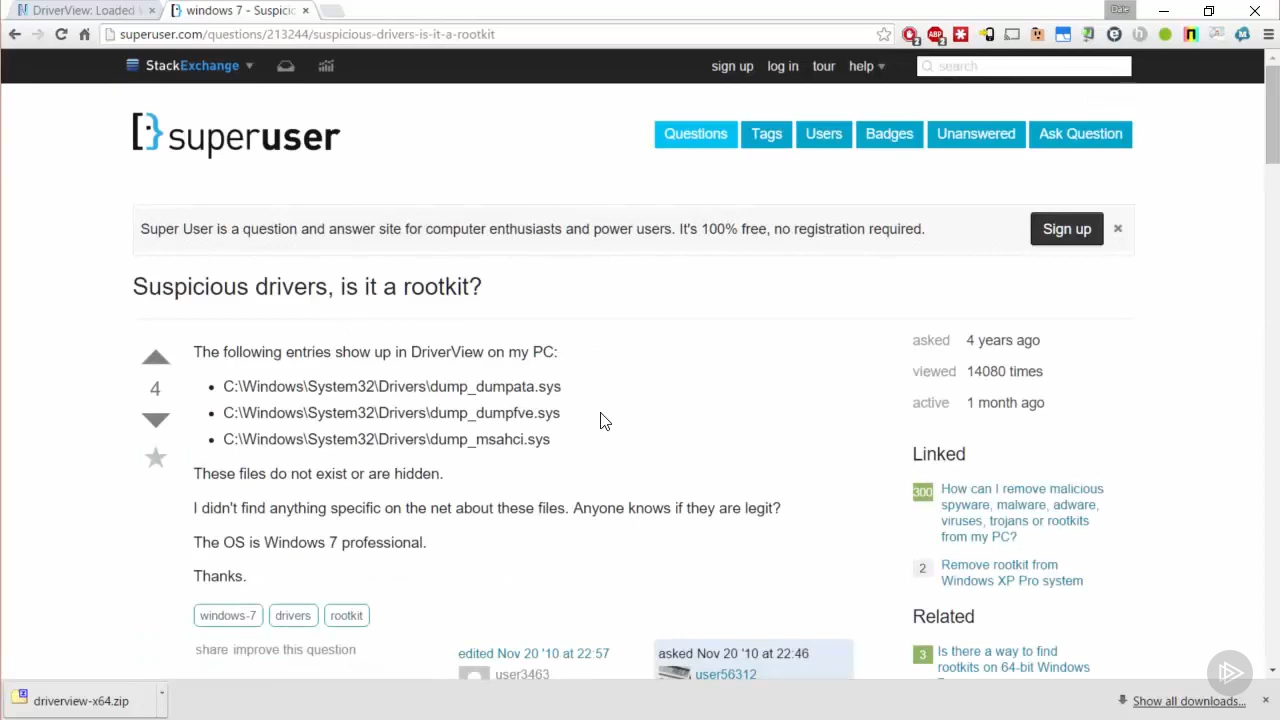 DriverView: Loaded
windows 7 - Suspici
Dale
superuser.com/questions/213244/suspicious-drivers-is-it-a-rootkit
StackExchange
sign up log in tour help
search
superuser
Questions Tags Users Badges Unanswered Ask Question
Super User is a question and answer site for computer enthusiasts and power users. It's 100% free, no registration required.
Sign up
Suspicious drivers, is it a rootkit?
4
The following entries show up in DriverView on my PC:
• C:\Windows\System32\Drivers\dump_dumpata.sys
• C:\Windows\System32\Drivers\dump_dumpfve.sys
• C:\Windows\System32\Drivers\dump_msahci.sys
These files do not exist or are hidden.
I didn't find anything specific on the net about these files. Anyone knows if they are legit?
The OS is Windows 7 professional.
Thanks.
windows-7 drivers rootkit
share improve this question
edited Nov 20 '10 at 22:57
user3463
asked Nov 20 '10 at 22:46
user56312
asked 4 years ago
viewed 14080 times
active 1 month ago
Linked
300 How can I remove malicious
spyware, malware, adware,
viruses, trojans or rootkits
from my PC?
2 Remove rootkit from
Windows XP Pro system
Related
3 Is there a way to find
rootkits on 64-bit Windows
driverview-x64.zip
Show all downloads...